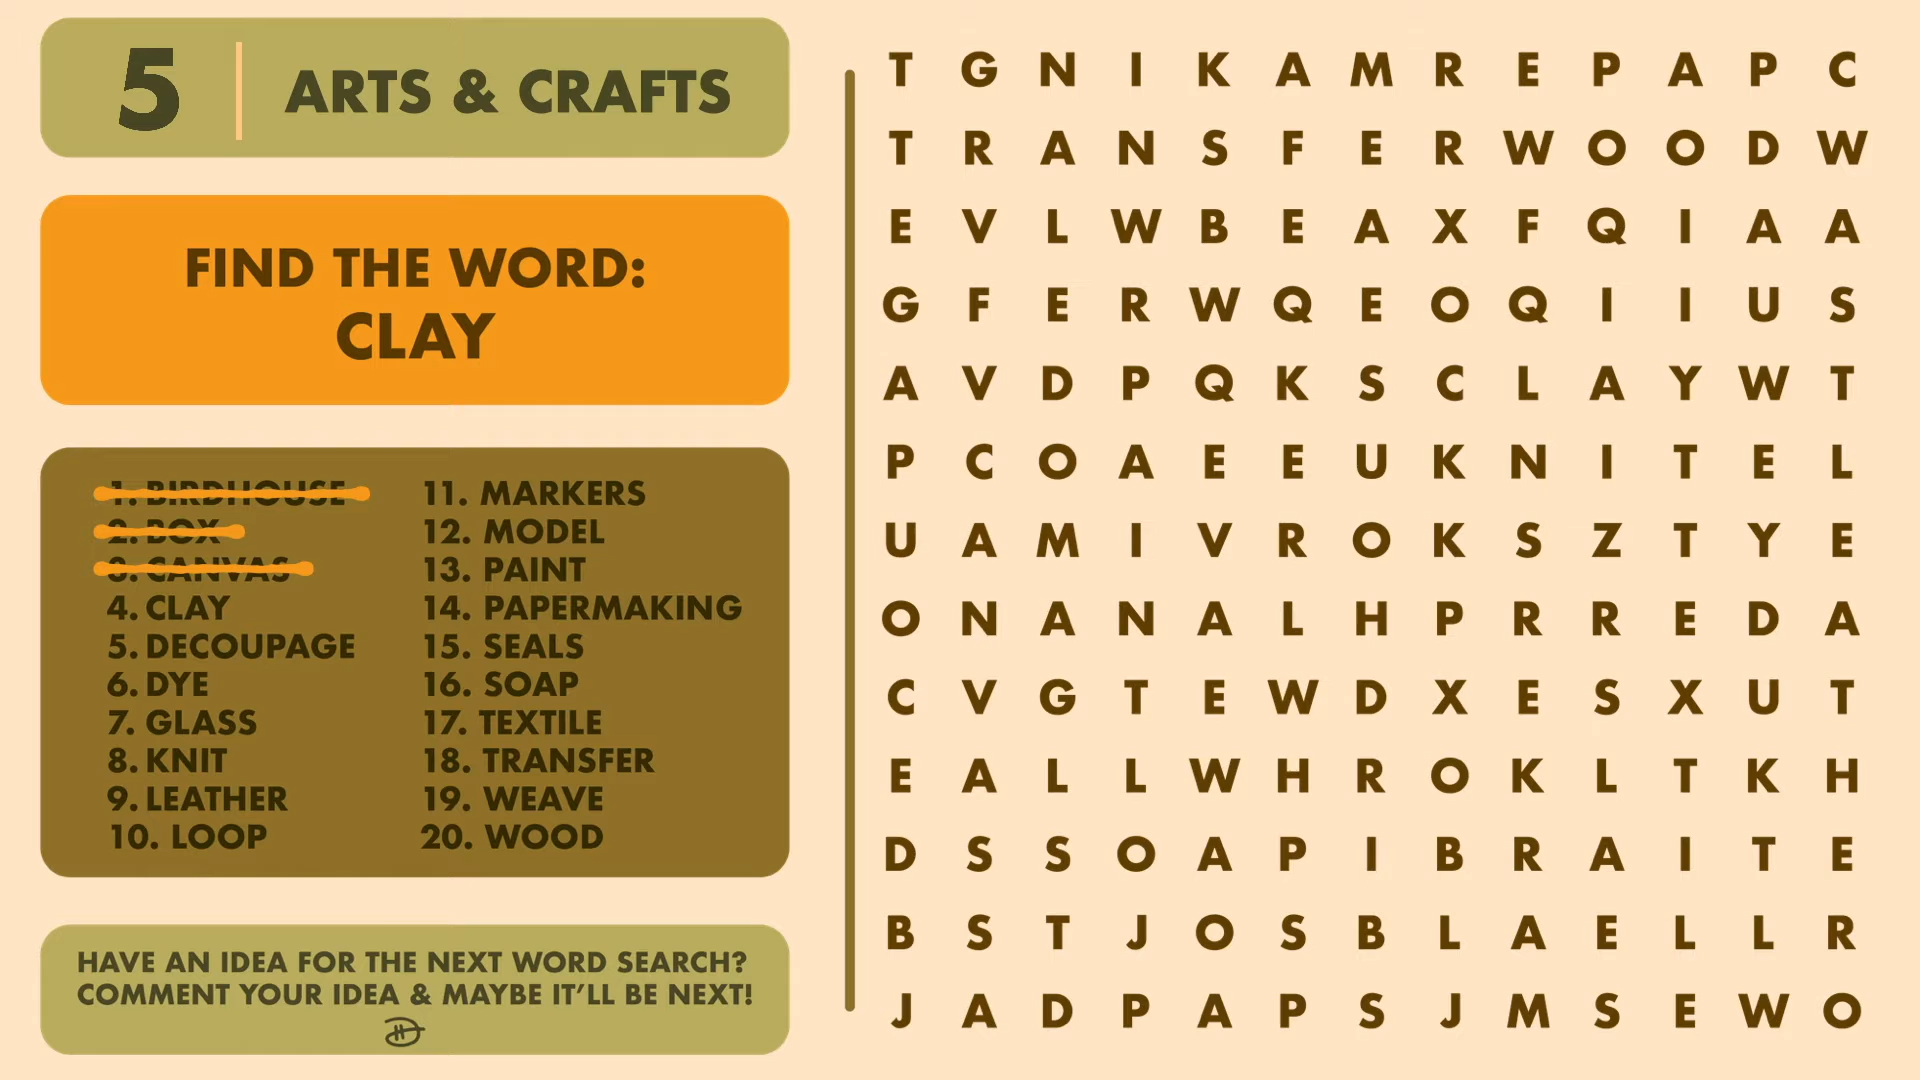 5 ARTS & CRAFTS
FIND THE WORD:
CLAY
1. BIRDHOUSE
2. BOX
3. CANVAS
4. CLAY
5. DECOUPAGE
6. DYE
7. GLASS
8. KNIT
9. LEATHER
10. LOOP
11. MARKERS
12. MODEL
13. PAINT
14. PAPERMAKING
15. SEALS
16. SOAP
17. TEXTILE
18. TRANSFER
19. WEAVE
20. WOOD
HAVE AN IDEA FOR THE NEXT WORD SEARCH?
COMMENT YOUR IDEA & MAYBE IT'LL BE NEXT!
T G N I K A M R E P A P C
T R A N S F E R W O O D W
E V L W B E A X F Q I A A
G F E R W Q E O Q I I U S
A V D P Q K S C L A Y W T
P C O A E E U K N I T E L
U A M I V R O K S Z T Y E
O N A N A L H P R R E D A
C V G T E W D X E S X U T
E A L L W H R O K L T K H
D S S O A P I B R A I T E
B S T J O S B L A E L L R
J A D P A P S J M S E W O